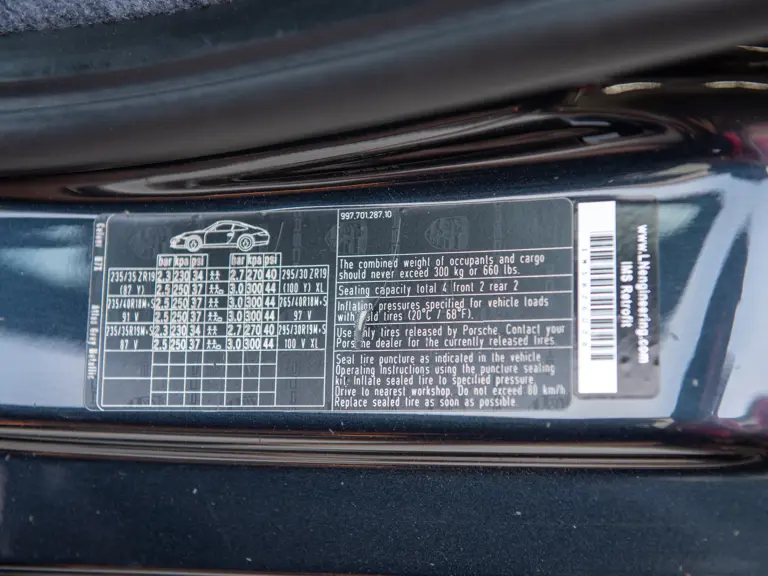 997.701.287.10
bar kpa psi bar kpa psi
235/35 ZR19 2.3 230 34 2.7 270 40 295/30 ZR19
(87 Y) 2.5 250 37 3.0 300 44 (100 Y) XL
235/40R18M+S 2.5 250 37 3.0 300 44 265/40R18M+S
91 V 2.5 250 37 3.0 300 44 97 V
235/35R19M+S 2.3 230 34 2.7 270 40 295/30R19M+S
87 V 2.5 250 37 3.0 300 44 100 V XL
The combined weight of occupants and cargo
should never exceed 300 kg or 660 lbs.
Seating capacity total 4 front 2 rear 2
Inflation pressures specified for vehicle loads
with cold tires (20°C / 68°F).
Use only tires released by Porsche. Contact your
Porsche dealer for the currently released tires.
Seal tire puncture as indicated in the vehicle
Operating Instructions using the puncture sealing
kit. Inflate sealed tire to specified pressure.
Drive to nearest workshop. Do not exceed 80 km/h
Replace sealed tire as soon as possible.
Atlas Grey Metallic
www.LNengineering.com
IMS Retrofit